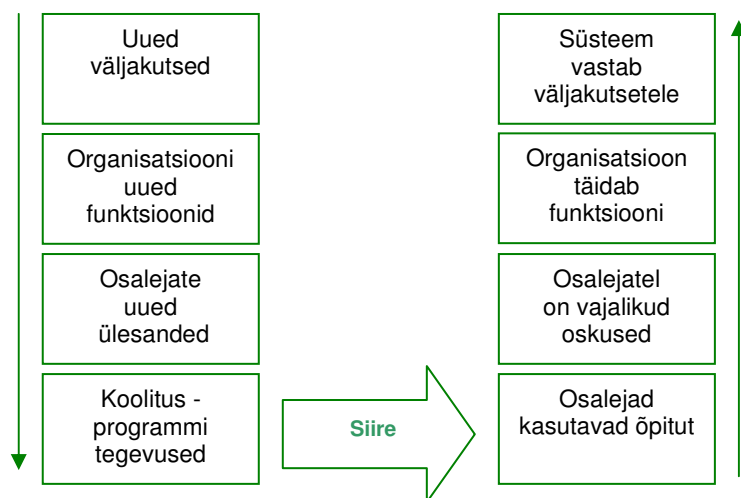 Uued
väljakutsed
Organisatsiooni
uued
funktsioonid
Osalejate
uued
ülesanded
Koolitus -
programmi
tegevused
Siire
Süsteem
vastab
väljakutsetele
Organisatsioon
täidab
funktsiooni
Osalejatel
on vajalikud
oskused
Osalejad
kasutavad õpitut